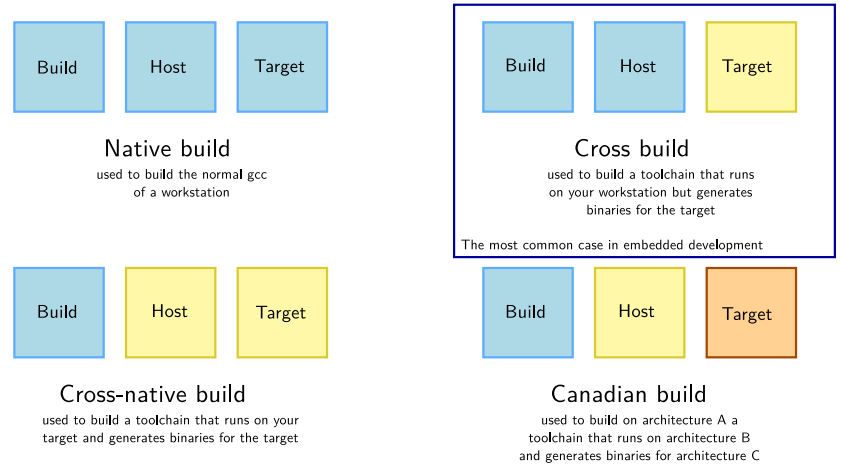 Build Host Target
Native build
used to build the normal gcc
of a workstation
Build Host Target
Cross build
used to build a toolchain that runs
on your workstation but generates
binaries for the target
The most common case in embedded development
Build Host Target
Cross-native build
used to build a toolchain that runs on your
target and generates binaries for the target
Build Host Target
Canadian build
used to build on architecture A a
toolchain that runs on architecture B
and generates binaries for architecture C